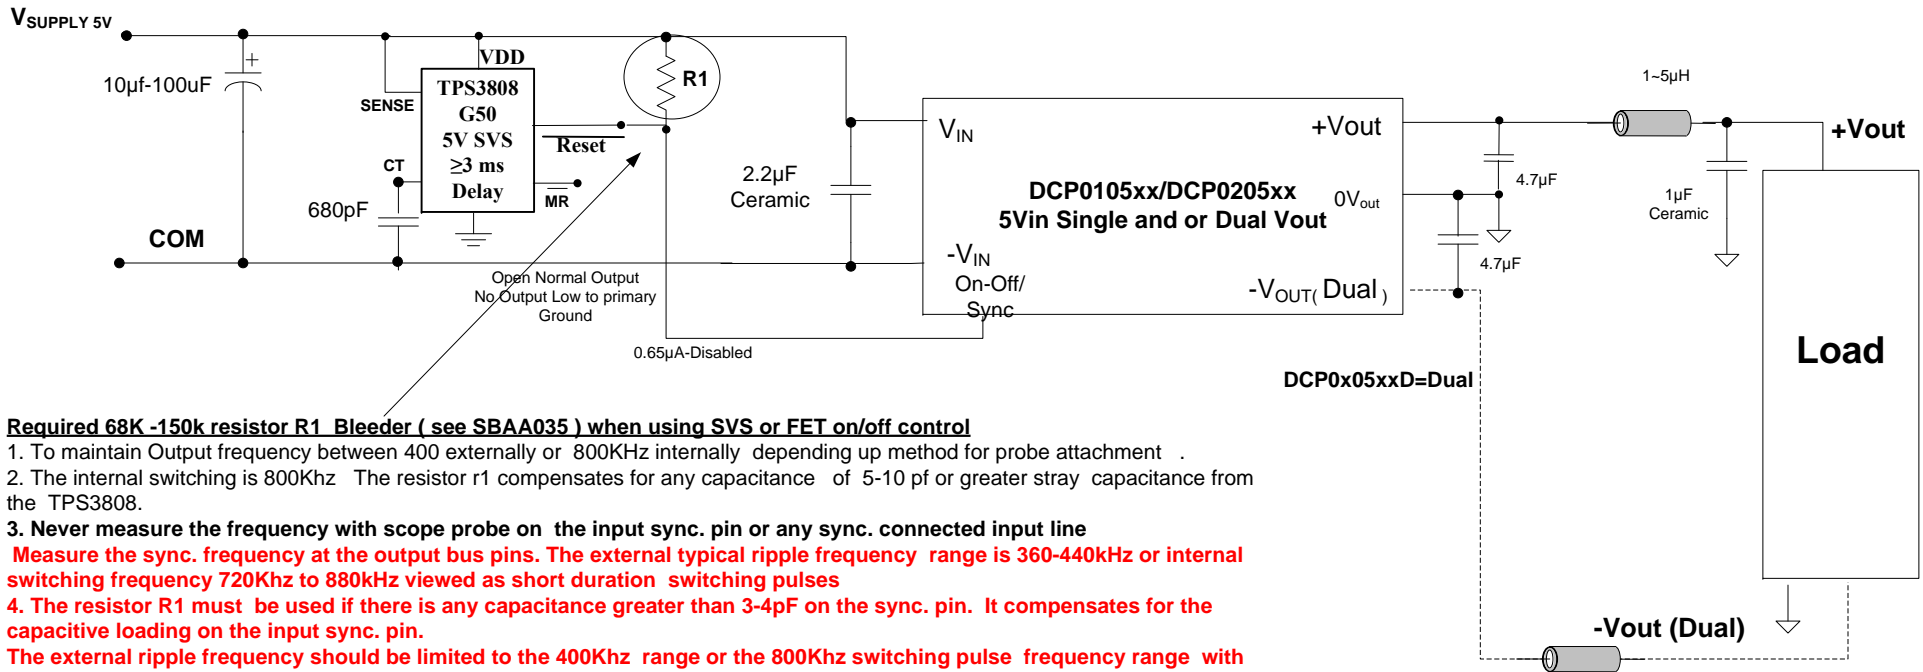 VSUPPLY 5V
10µf-100uF
+
SENSE
VDD
TPS3808
G50
5V SVS
≥3 ms
Delay
CT
680pF
Reset
MR
R1
COM
Open Normal Output
No Output Low to primary
Ground
0.65µA-Disabled
2.2µF
Ceramic
VIN
-VIN
On-Off/
Sync
DCP0105xx/DCP0205xx
5Vin Single and or Dual Vout
+Vout
0Vout
-VOUT( Dual )
4.7µF
4.7µF
1~5µH
1µF
Ceramic
+Vout
Load
DCP0x05xxD=Dual
-Vout (Dual)
Required 68K -150k resistor R1 Bleeder ( see SBAA035 ) when using SVS or FET on/off control
1. To maintain Output frequency between 400 externally or 800KHz internally depending up method for probe attachment .
2. The internal switching is 800Khz The resistor r1 compensates for any capacitance of 5-10 pf or greater stray capacitance from
the TPS3808.
3. Never measure the frequency with scope probe on the input sync. pin or any sync. connected input line
Measure the sync. frequency at the output bus pins. The external typical ripple frequency range is 360-440kHz or internal
switching frequency 720Khz to 880kHz viewed as short duration switching pulses
4. The resistor R1 must be used if there is any capacitance greater than 3-4pF on the sync. pin. It compensates for the
capacitive loading on the input sync. pin.
The external ripple frequency should be limited to the 400Khz range or the 800Khz switching pulse frequency range with